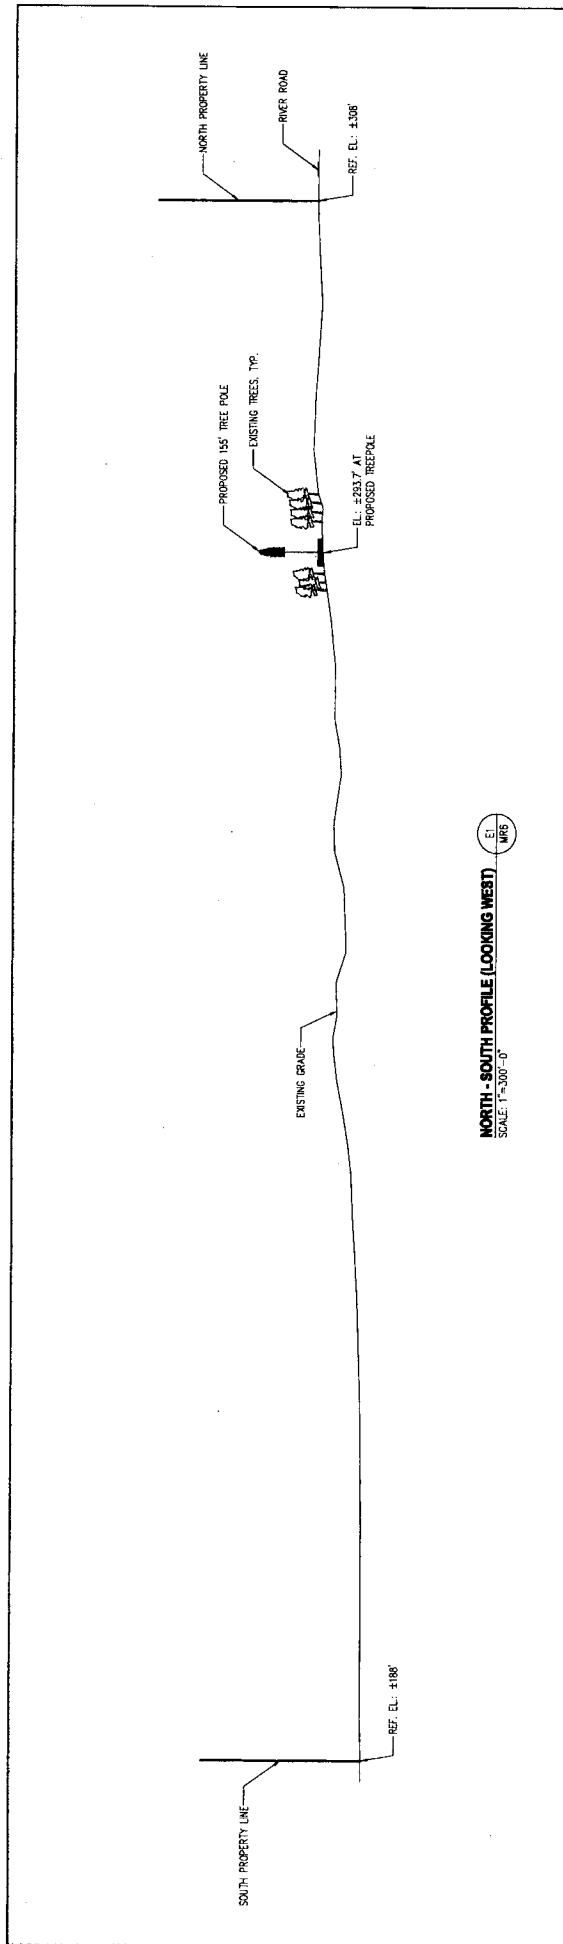 SOUTH PROPERTY LINE
REF. EL.: ±188'
EXISTING GRADE
PROPOSED 155' TREE POLE
EXISTING TREES, TYP.
EL.: ±293.7' AT
PROPOSED TREEPOLE
NORTH PROPERTY LINE
RIVER ROAD
REF. EL.: ±308'
NORTH - SOUTH PROFILE (LOOKING WEST)
SCALE: 1"=300'-0"
E1
MR6